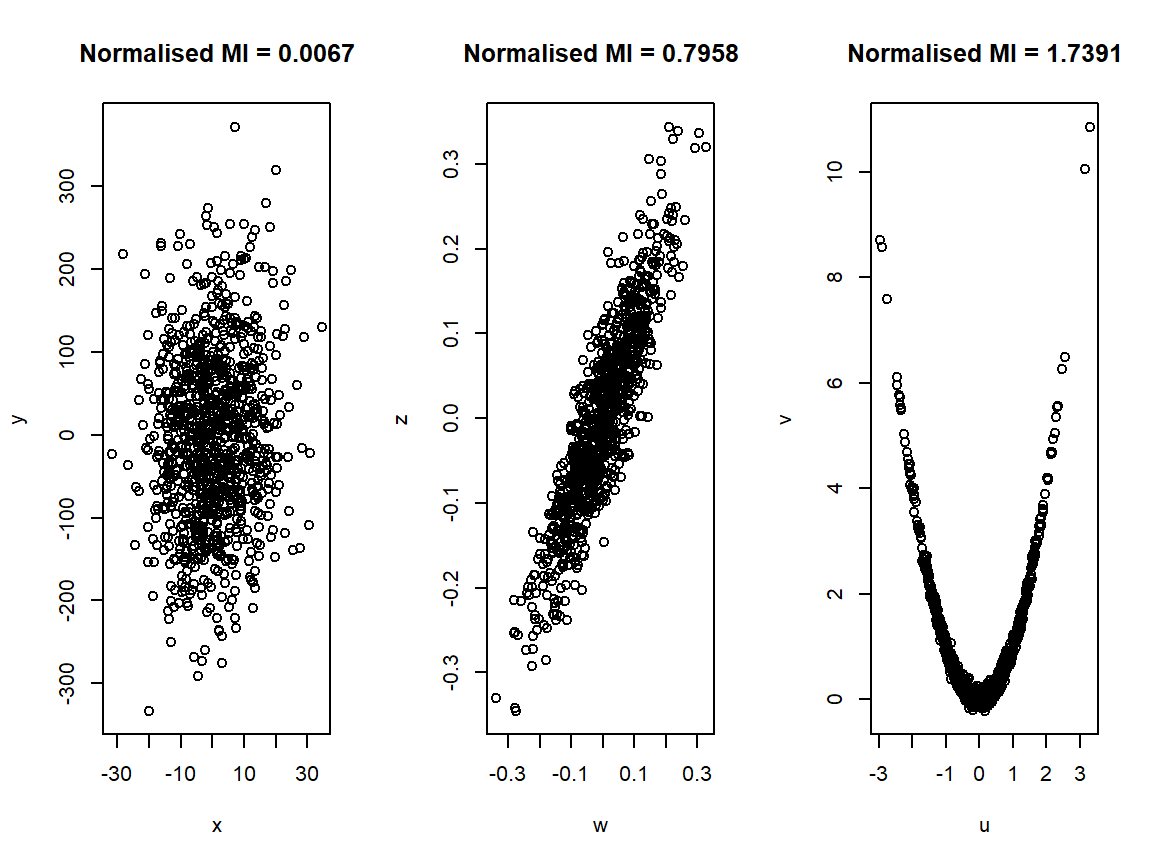 Normalised MI = 0.0067
300
200
100
0
-100
-200
-300
y
-30 -10 10 30
x
Normalised MI = 0.7958
0.3
0.2
0.1
0.0
-0.1
-0.2
-0.3
z
-0.3 -0.1 0.1 0.3
w
Normalised MI = 1.7391
10
8
6
4
2
0
v
-3 -1 0 1 2 3
u